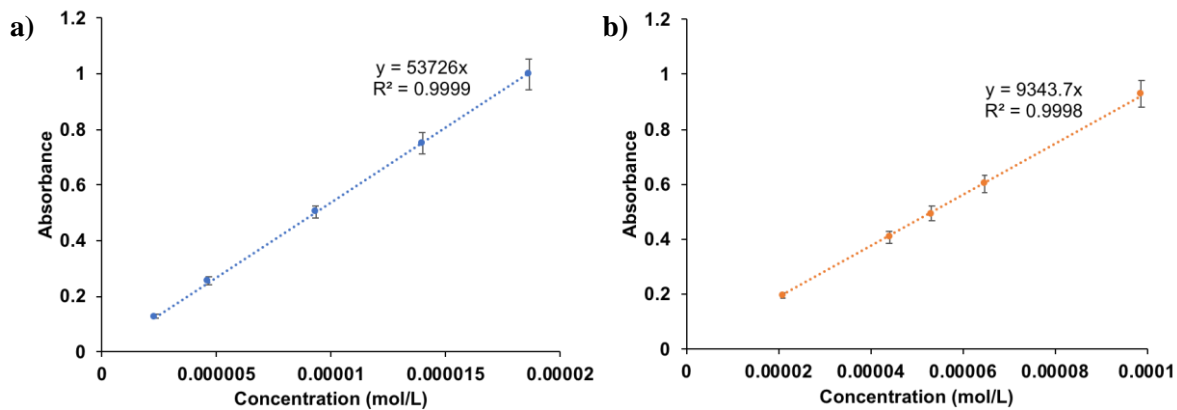 a)
1.2
1
0.8
0.6
0.4
0.2
0
Absorbance
y = 53726x
R² = 0.9999
0 0.000005 0.00001 0.000015 0.00002
Concentration (mol/L)
b)
1.2
1
0.8
0.6
0.4
0.2
0
Absorbance
y = 9343.7x
R² = 0.9998
0 0.00002 0.00004 0.00006 0.00008 0.0001
Concentration (mol/L)